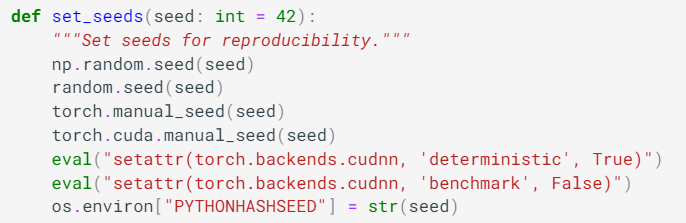 def set_seeds(seed: int = 42):
    """Set seeds for reproducibility."""
    np.random.seed(seed)
    random.seed(seed)
    torch.manual_seed(seed)
    torch.cuda.manual_seed(seed)
    eval("setattr(torch.backends.cudnn, 'deterministic', True)")
    eval("setattr(torch.backends.cudnn, 'benchmark', False)")
    os.environ["PYTHONHASHSEED"] = str(seed)